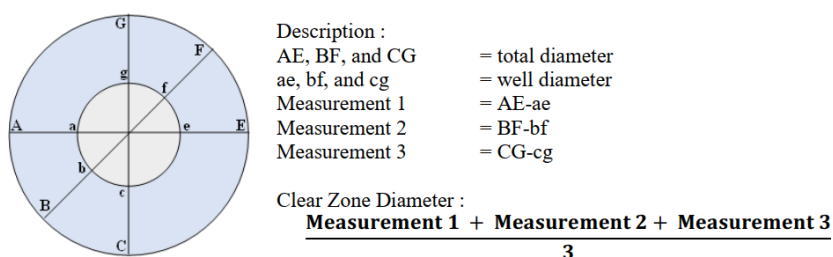 G
F
g
f
A
a
e
E
b
B
c
C
Description :
AE, BF, and CG = total diameter
ae, bf, and cg = well diameter
Measurement 1 = AE-ae
Measurement 2 = BF-bf
Measurement 3 = CG-cg
Clear Zone Diameter :
Measurement 1 + Measurement 2 + Measurement 3
3